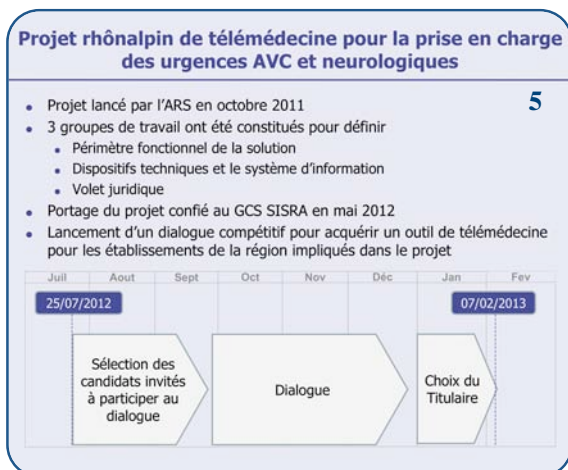 Projet rhônalpin de télémédecine pour la prise en charge
des urgences AVC et neurologiques
5
• Projet lancé par l'ARS en octobre 2011
• 3 groupes de travail ont été constitués pour définir
• Périmètre fonctionnel de la solution
• Dispositifs techniques et le système d'information
• Volet juridique
• Portage du projet confié au GCS SISRA en mai 2012
• Lancement d'un dialogue compétitif pour acquérir un outil de télémédecine
pour les établissements de la région impliqués dans le projet
Juil Aout Sept Oct Nov Déc Jan Fev
25/07/2012 07/02/2013
Sélection des
candidats invités
à participer au
dialogue
Dialogue
Choix du
Titulaire